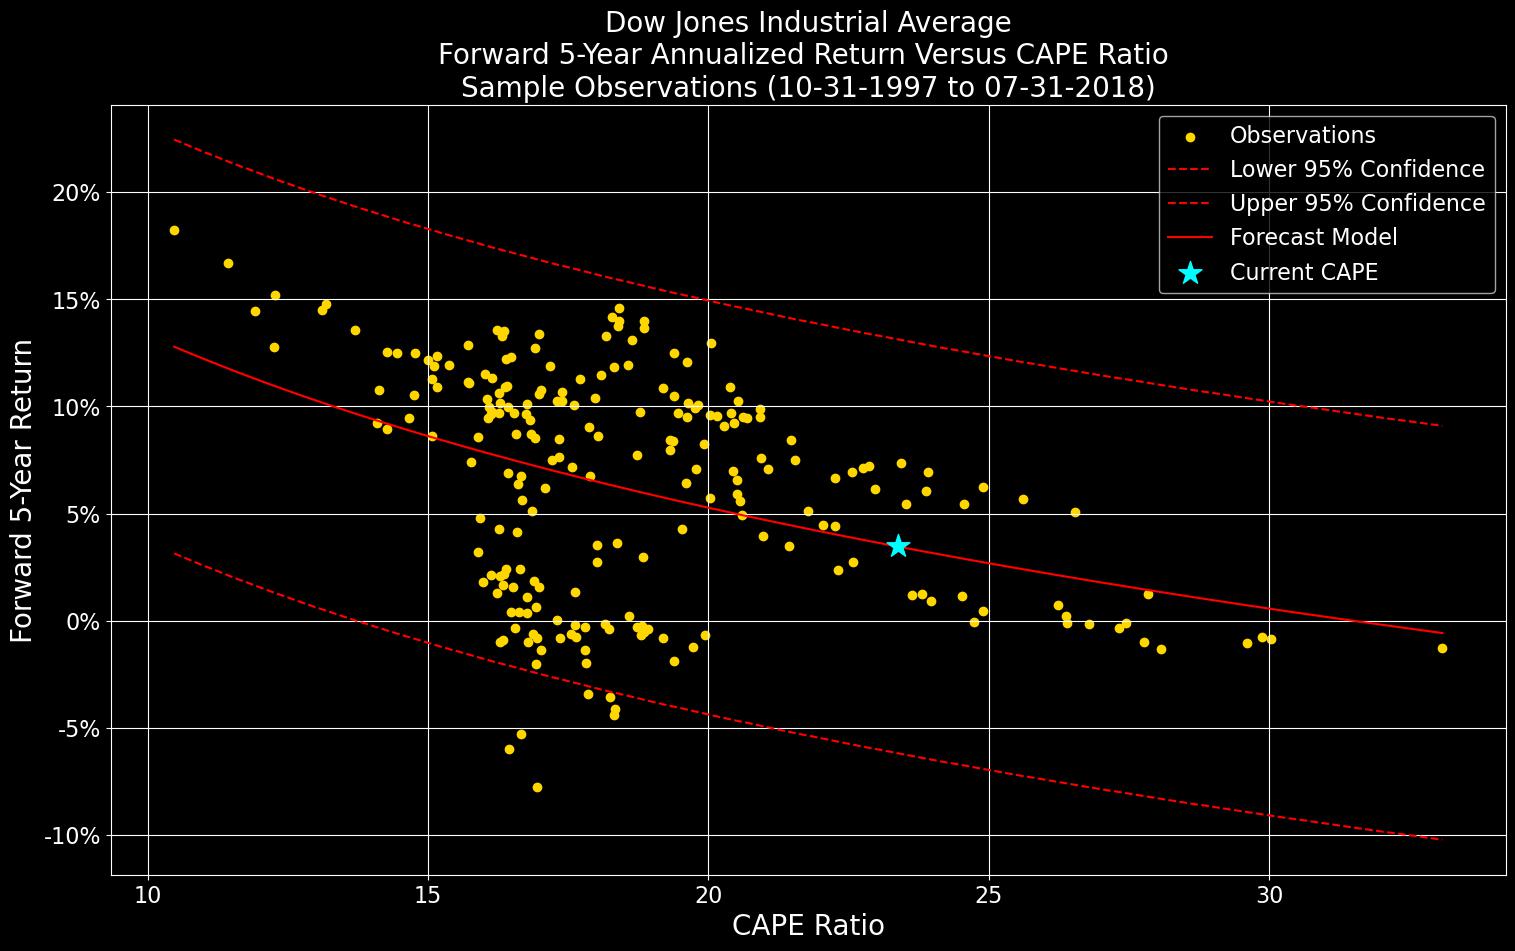 Dow Jones Industrial Average
Forward 5-Year Annualized Return Versus CAPE Ratio
Sample Observations (10-31-1997 to 07-31-2018)
Observations
Lower 95% Confidence
Upper 95% Confidence
Forecast Model
Current CAPE
Forward 5-Year Return
20%
15%
10%
5%
0%
-5%
-10%
10 15 20 25 30
CAPE Ratio